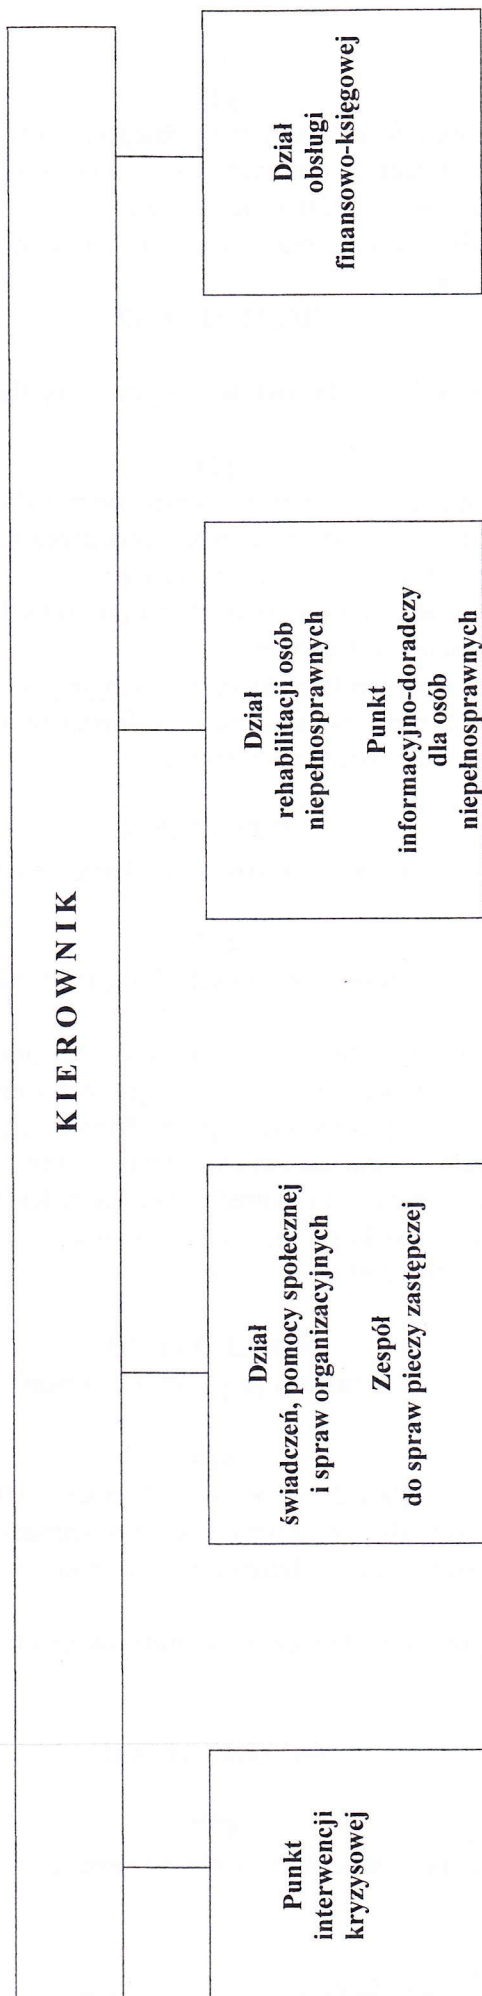 KIEROWNIK
Punkt
interwencji
kryzysowej
Dział
świadczeń, pomocy społecznej
i spraw organizacyjnych
Zespół
do spraw pieczy zastępczej
Dział
rehabilitacji osób
niepełnosprawnych
Punkt
informacyjno-doradczy
dla osób
niepełnosprawnych
Dział
obsługi
finansowo-księgowej